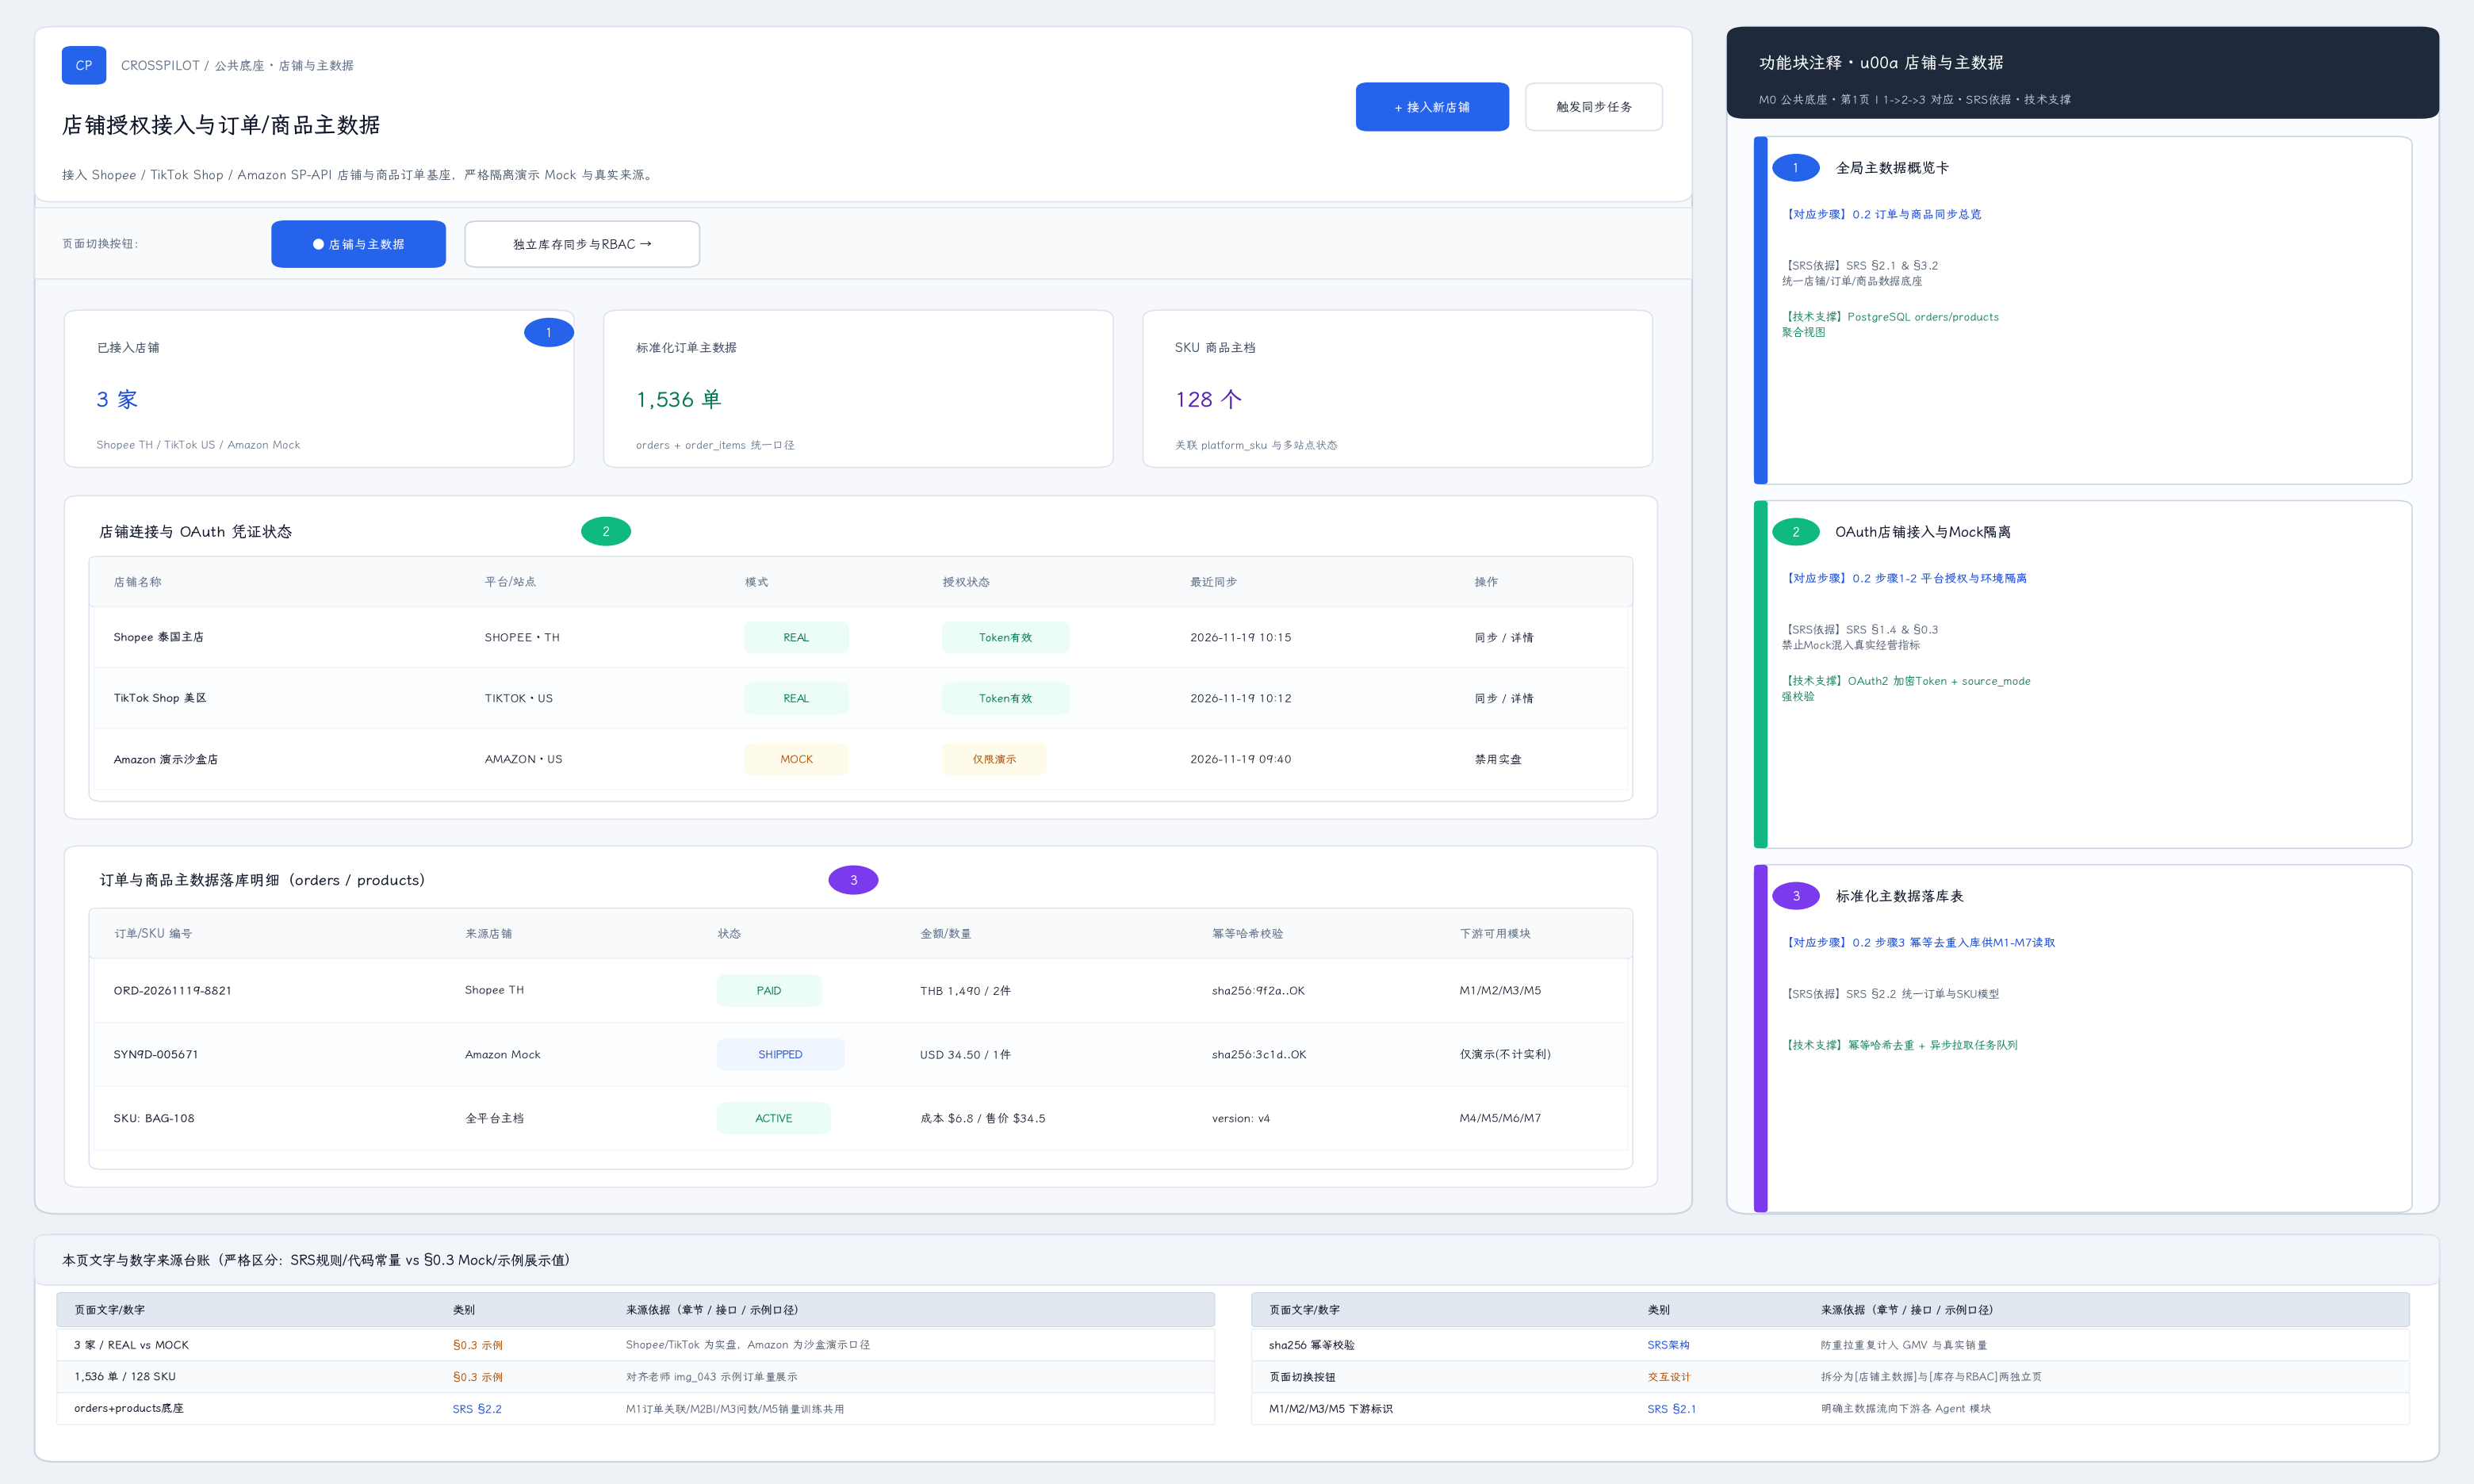 CP
CROSSPILOT / 公共底座・店铺与主数据
店铺授权接入与订单/商品主数据
接入 Shopee / TikTok Shop / Amazon SP-API 店铺与商品订单基座，严格隔离演示 Mock 与真实来源。
+ 接入新店铺
触发同步任务
页面切换按钮：
● 店铺与主数据
独立库存同步与RBAC →
1
已接入店铺
3 家
Shopee TH / TikTok US / Amazon Mock
标准化订单主数据
1,536 单
orders + order_items 统一口径
SKU 商品主档
128 个
关联 platform_sku 与多站点状态
店铺连接与 OAuth 凭证状态
2
店铺名称 平台/站点 模式 授权状态 最近同步 操作
Shopee 泰国主店 SHOPEE・TH REAL Token有效 2026-11-19 10:15 同步 / 详情
TikTok Shop 美区 TIKTOK・US REAL Token有效 2026-11-19 10:12 同步 / 详情
Amazon 演示沙盒店 AMAZON・US MOCK 仅限演示 2026-11-19 09:40 禁用实盘
订单与商品主数据落库明细（orders / products）
3
订单/SKU 编号 来源店铺 状态 金额/数量 幂等哈希校验 下游可用模块
ORD-20261119-8821 Shopee TH PAID THB 1,490 / 2件 sha256:9f2a..OK M1/M2/M3/M5
SYN9D-005671 Amazon Mock SHIPPED USD 34.50 / 1件 sha256:3c1d..OK 仅演示(不计实利)
SKU: BAG-108 全平台主档 ACTIVE 成本 $6.8 / 售价 $34.5 version: v4 M4/M5/M6/M7
功能块注释・u00a 店铺与主数据
M0 公共底座・第1页 | 1->2->3 对应・SRS依据・技术支撑
1 全局主数据概览卡
【对应步骤】0.2 订单与商品同步总览
【SRS依据】SRS §2.1 & §3.2
统一店铺/订单/商品数据底座
【技术支撑】PostgreSQL orders/products
聚合视图
2 OAuth店铺接入与Mock隔离
【对应步骤】0.2 步骤1-2 平台授权与环境隔离
【SRS依据】SRS §1.4 & §0.3
禁止Mock混入真实经营指标
【技术支撑】OAuth2 加密Token + source_mode
强校验
3 标准化主数据落库表
【对应步骤】0.2 步骤3 幂等去重入库供M1-M7读取
【SRS依据】SRS §2.2 统一订单与SKU模型
【技术支撑】幂等哈希去重 + 异步拉取任务队列
本页文字与数字来源台账（严格区分：SRS规则/代码常量 vs §0.3 Mock/示例展示值）
页面文字/数字 类别 来源依据（章节 / 接口 / 示例口径）
3 家 / REAL vs MOCK §0.3 示例 Shopee/TikTok 为实盘，Amazon 为沙盒演示口径
1,536 单 / 128 SKU §0.3 示例 对齐老师 img_043 示例订单量展示
orders+products底座 SRS §2.2 M1订单关联/M2BI/M3问数/M5销量训练共用
页面文字/数字 类别 来源依据（章节 / 接口 / 示例口径）
sha256 幂等校验 SRS架构 防重拉重复计入 GMV 与真实销量
页面切换按钮 交互设计 拆分为[店铺主数据]与[库存与RBAC]两独立页
M1/M2/M3/M5 下游标识 SRS §2.1 明确主数据流向下游各 Agent 模块